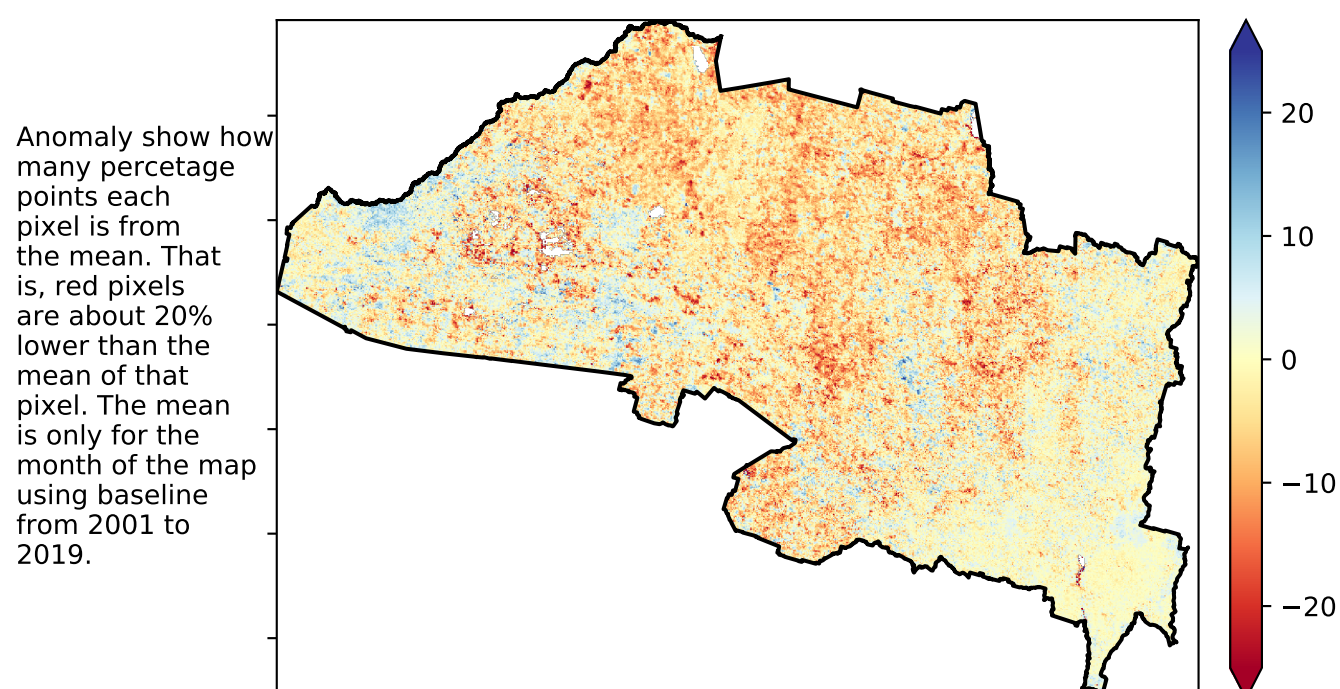 Anomaly show how
many percetage
points each
pixel is from
the mean. That
is, red pixels
are about 20%
lower than the
mean of that
pixel. The mean
is only for the
month of the map
using baseline
from 2001 to
2019.
20
10
0
−10
−20